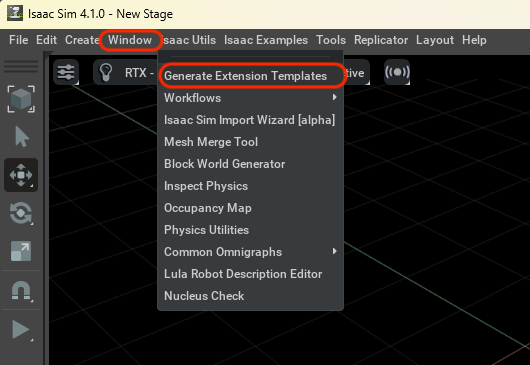 Isaac Sim 4.1.0 - New Stage
File Edit Create Window Isaac Utils Isaac Examples Tools Replicator Layout Help
RTX -
Generate Extension Templates
Workflows
Isaac Sim Import Wizard [alpha]
Mesh Merge Tool
Block World Generator
Inspect Physics
Occupancy Map
Physics Utilities
Common Omnigraphs
Lula Robot Description Editor
Nucleus Check